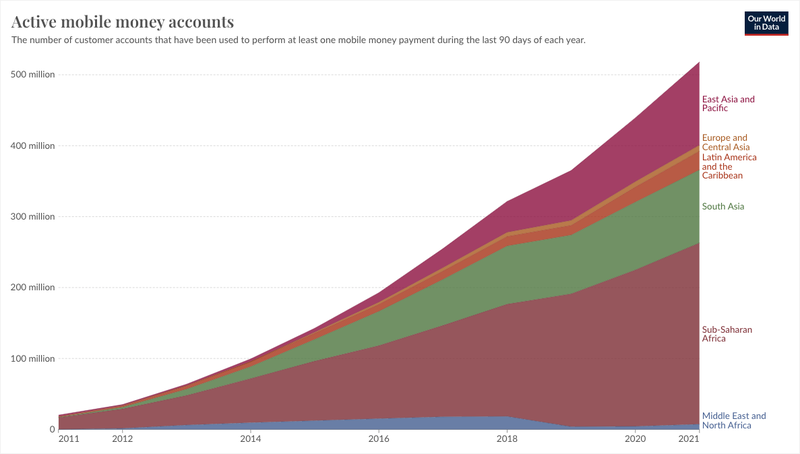 Active mobile money accounts
The number of customer accounts that have been used to perform at least one mobile money payment during the last 90 days of each year.
Our World
in Data
500 million
400 million
300 million
200 million
100 million
0
2011
2012
2014
2016
2018
2020
2021
East Asia and
Pacific
Europe and
Central Asia
Latin America
and the
Caribbean
South Asia
Sub-Saharan
Africa
Middle East and
North Africa